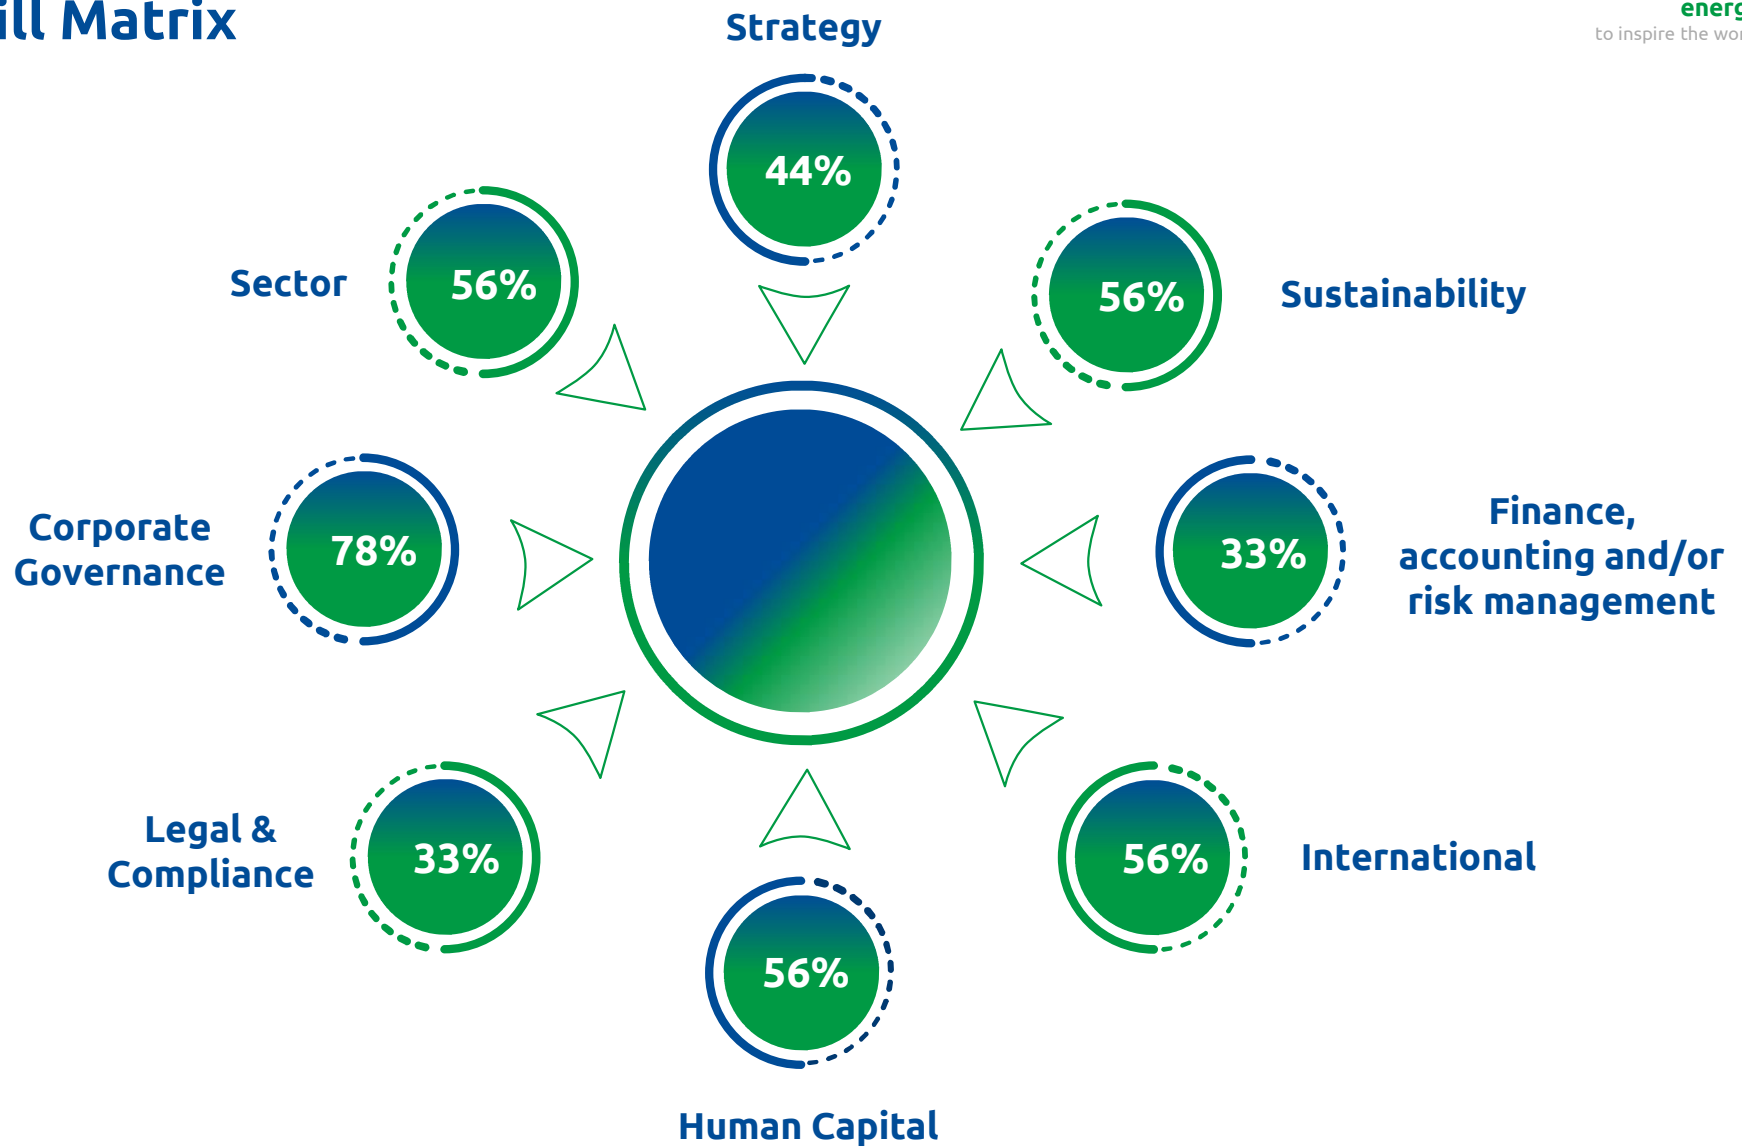 ill Matrix
energ
to inspire the wor
Strategy
44%
Sector
56%
56%
Sustainability
Corporate
Governance
78%
33%
Finance,
accounting and/or
risk management
Legal &
Compliance
33%
56%
International
56%
Human Capital